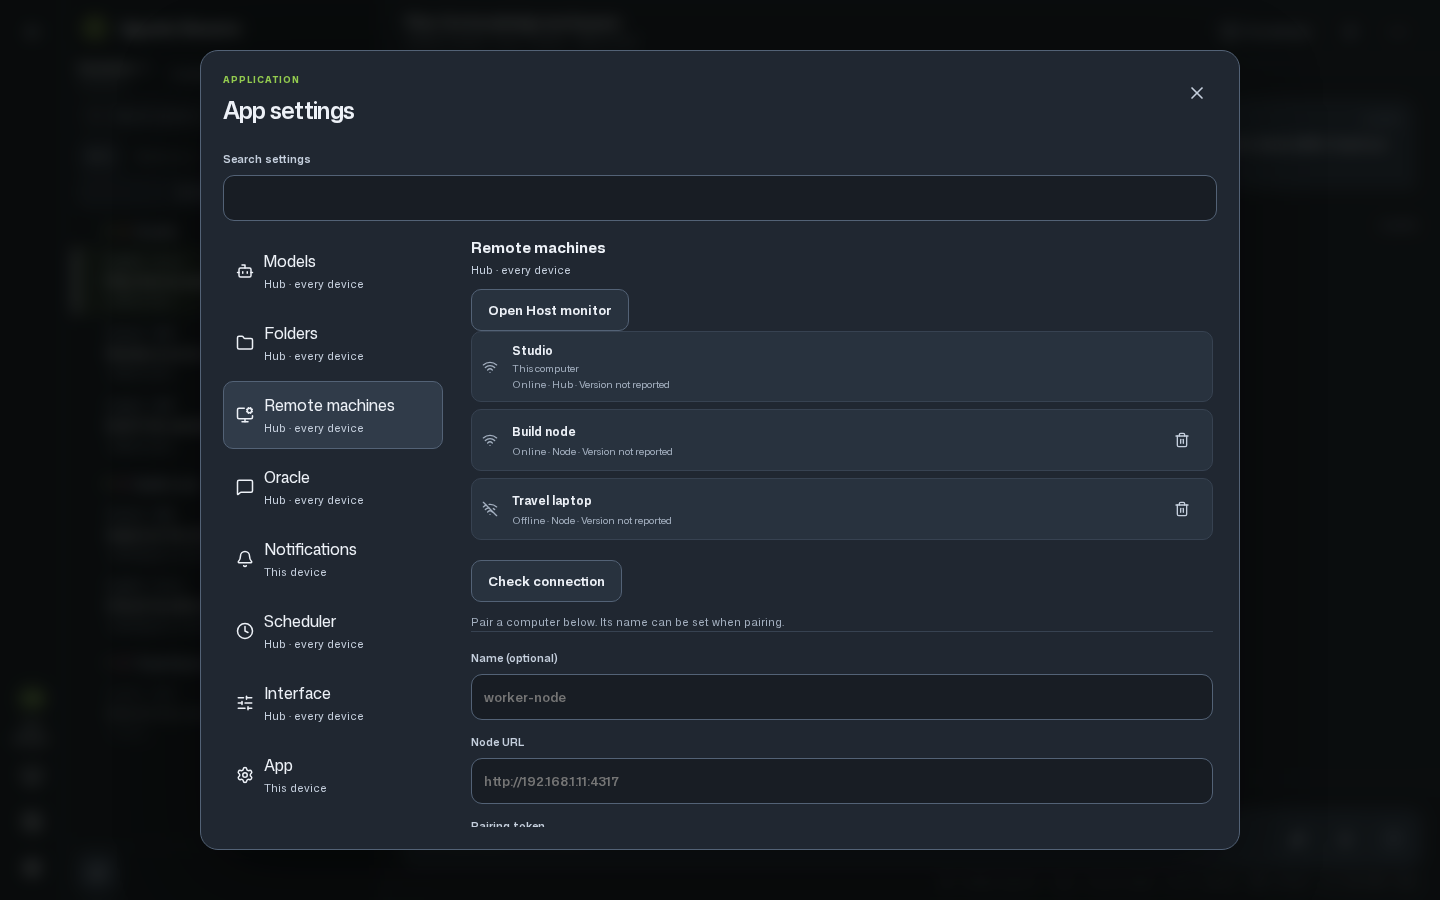 APPLICATION
App settings
Search settings
Models
Hub · every device
Folders
Hub · every device
Remote machines
Hub · every device
Oracle
Hub · every device
Notifications
This device
Scheduler
Hub · every device
Interface
Hub · every device
App
This device
Remote machines
Hub · every device
Open Host monitor
Studio
This computer
Online · Hub · Version not reported
Build node
Online · Node · Version not reported
Travel laptop
Offline · Node · Version not reported
Check connection
Pair a computer below. Its name can be set when pairing.
Name (optional)
worker-node
Node URL
http://192.168.1.11:4317
Pairing token